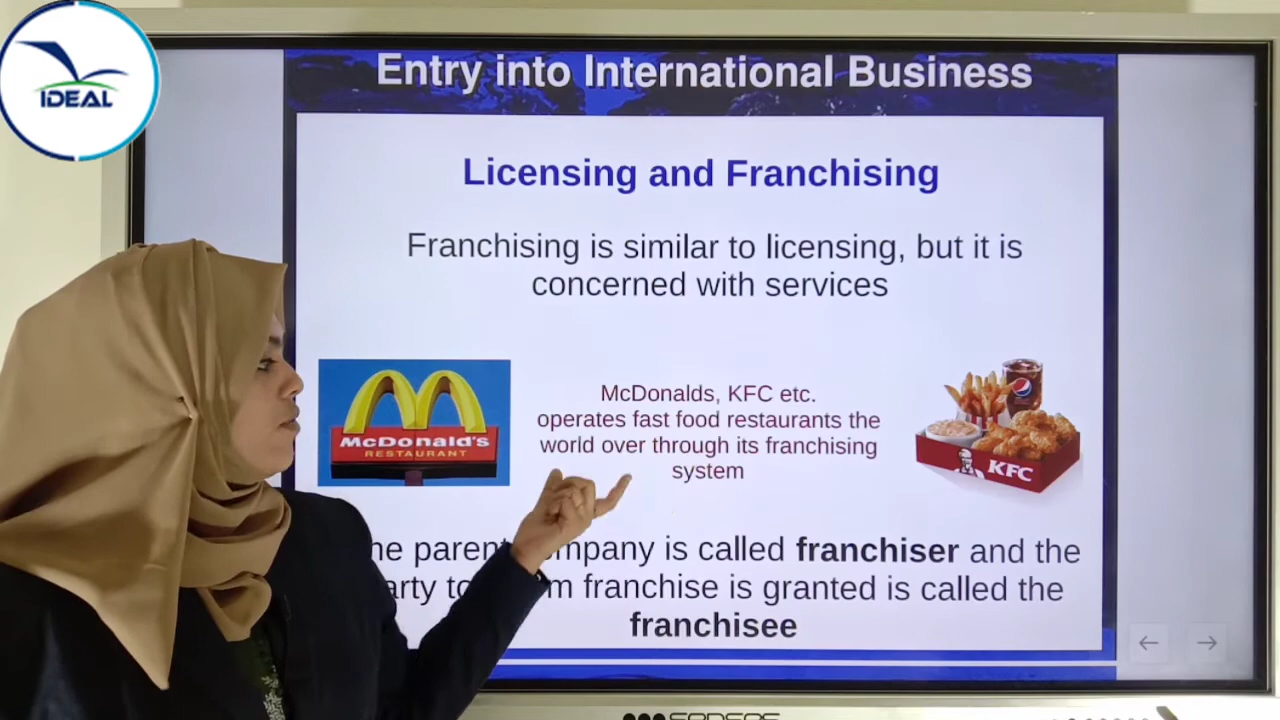 IDEAL
Entry into International Business
Licensing and Franchising
Franchising is similar to licensing, but it is
concerned with services
McDonald's
RESTAURANT
McDonalds, KFC etc.
operates fast food restaurants the
world over through its franchising
system
KFC
he parent mpany is called franchiser and the
arty to m franchise is granted is called the
franchisee